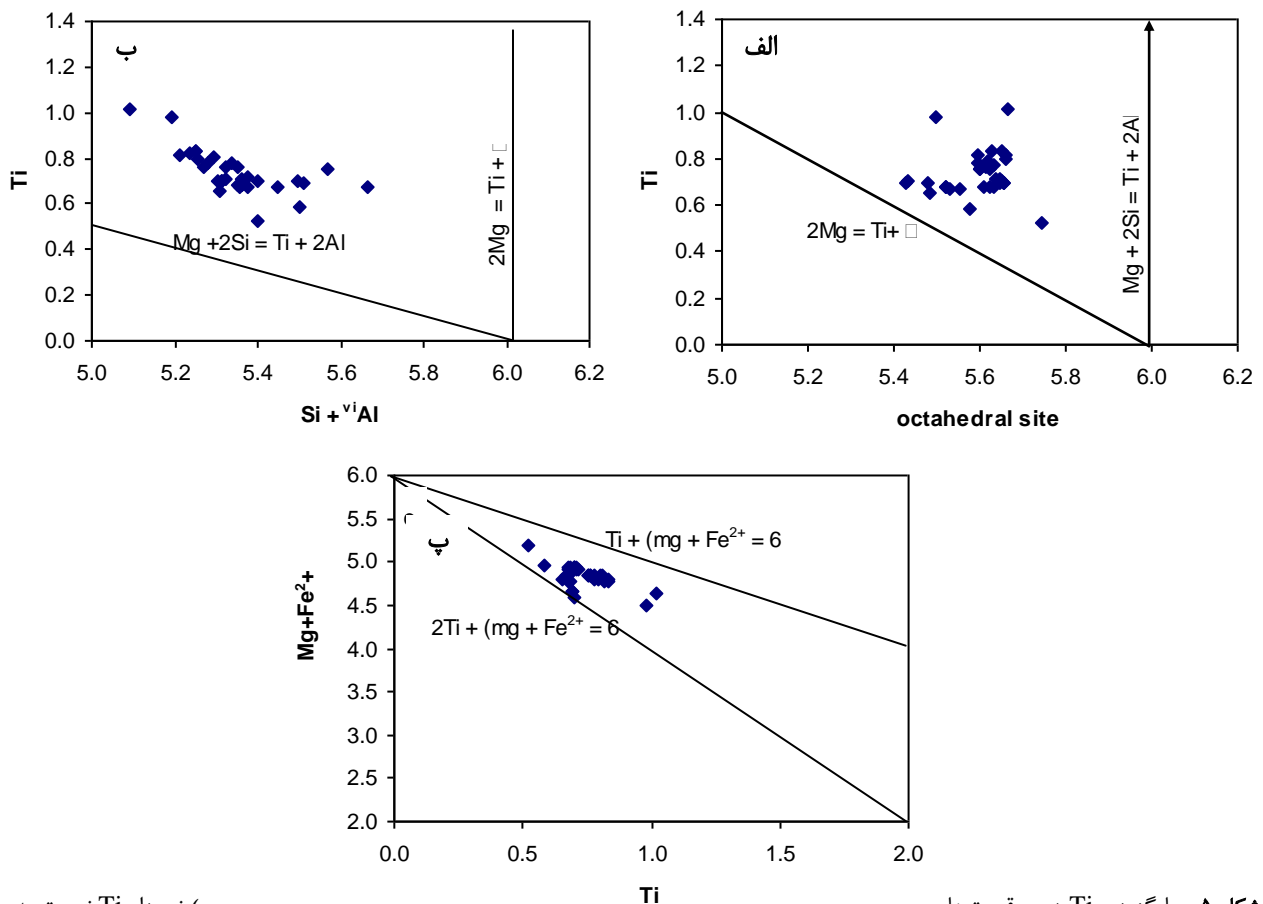 الف
1.4
1.2
1.0
0.8
0.6
0.4
0.2
0.0
Ti
2Mg = Ti+ □
Mg + 2Si = Ti + 2Al
5.0 5.2 5.4 5.6 5.8 6.0 6.2
octahedral site
ب
1.4
1.2
1.0
0.8
0.6
0.4
0.2
0.0
Ti
Mg +2Si = Ti + 2Al
2Mg = Ti + □
5.0 5.2 5.4 5.6 5.8 6.0 6.2
Si + viAl
پ
6.0
5.5
5.0
4.5
4.0
3.5
3.0
2.5
2.0
Mg+Fe2+
Ti + (mg + Fe2+ = 6
2Ti + (mg + Fe2+ = 6
0.0 0.5 1.0 1.5 2.0
Ti